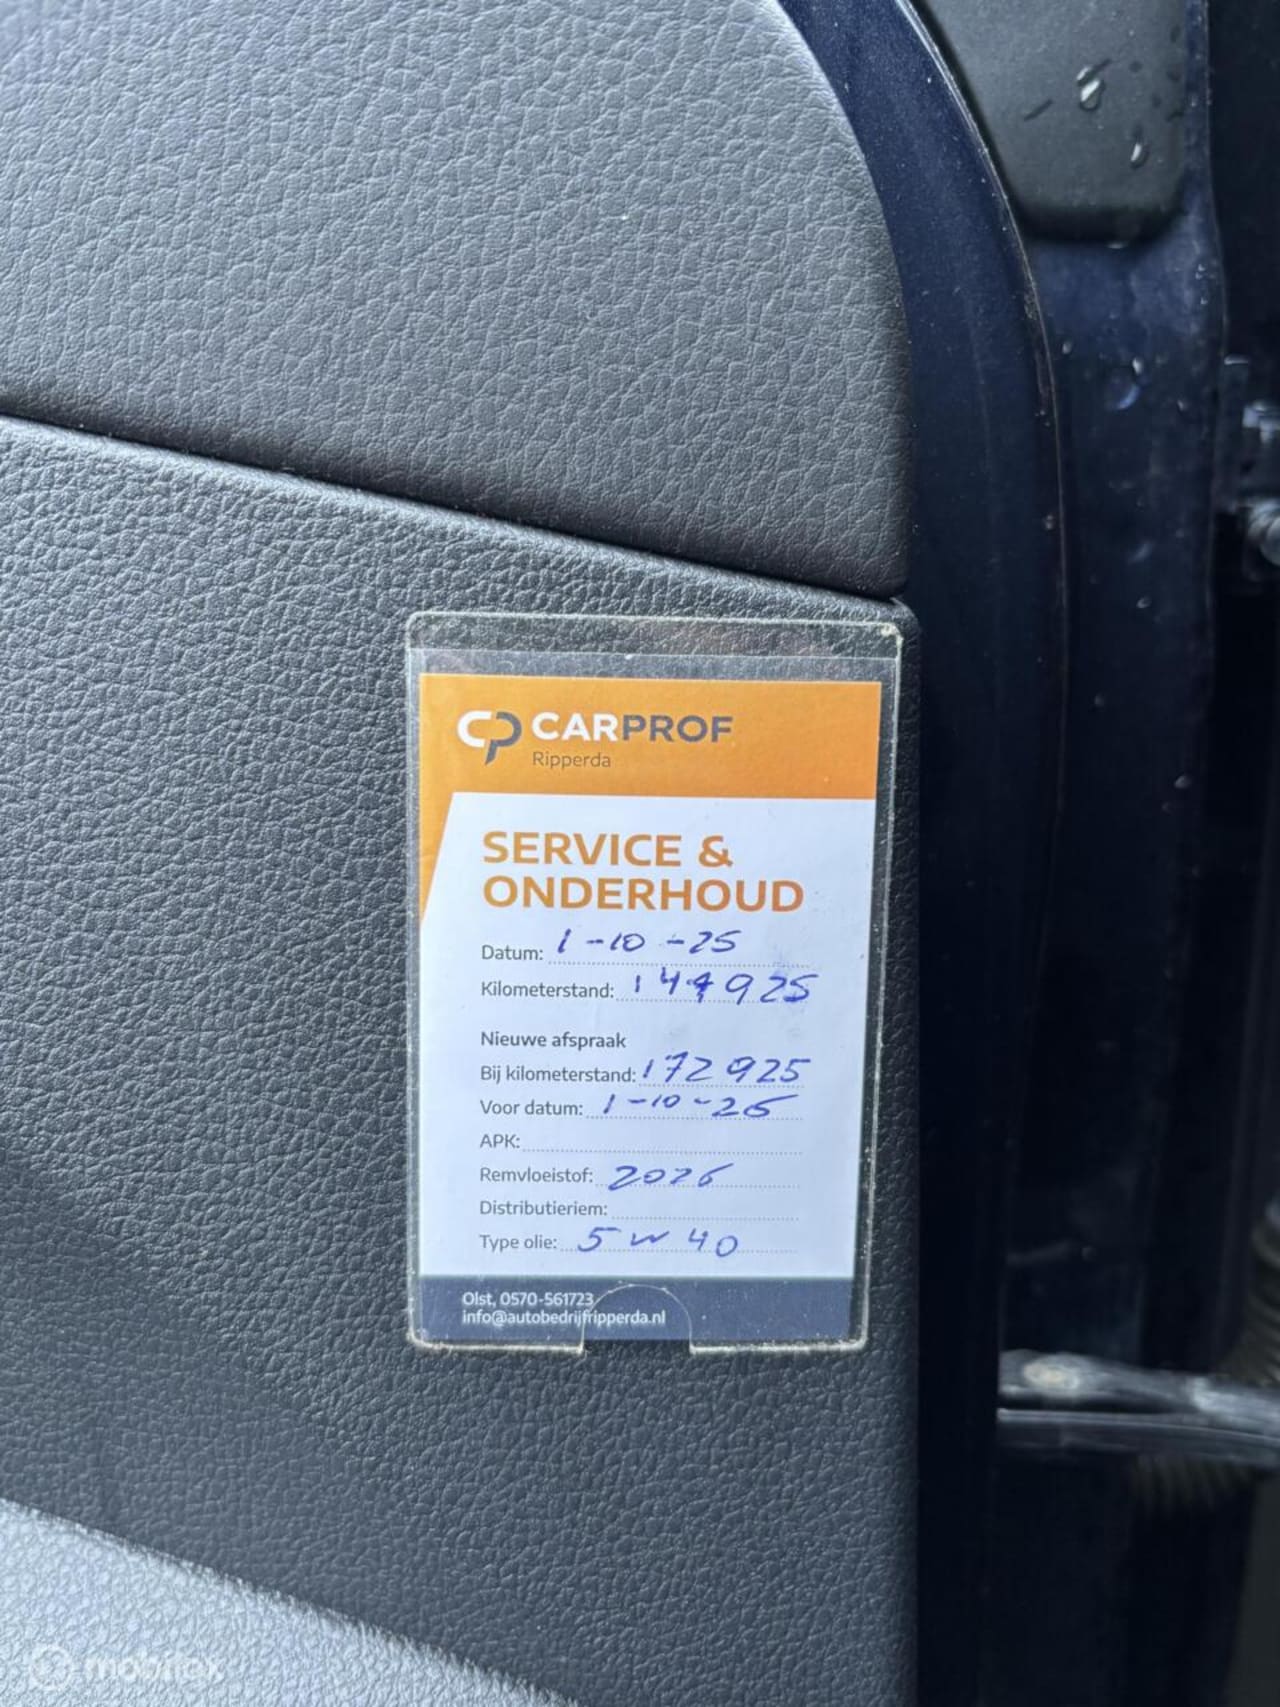 CARPROF
Ripperda
SERVICE &
ONDERHOUD
Datum: 1-10-25
Kilometerstand:
Nieuwe afspraak
Bij kilometerstand: 172925
Voor datum: 1-10-26
APK:
Remvloeistof: 2026
Distributieriem:
Type olie: 5W40
Olst, 0570-561723
info@autobedrijfripperda.nl
mobilox